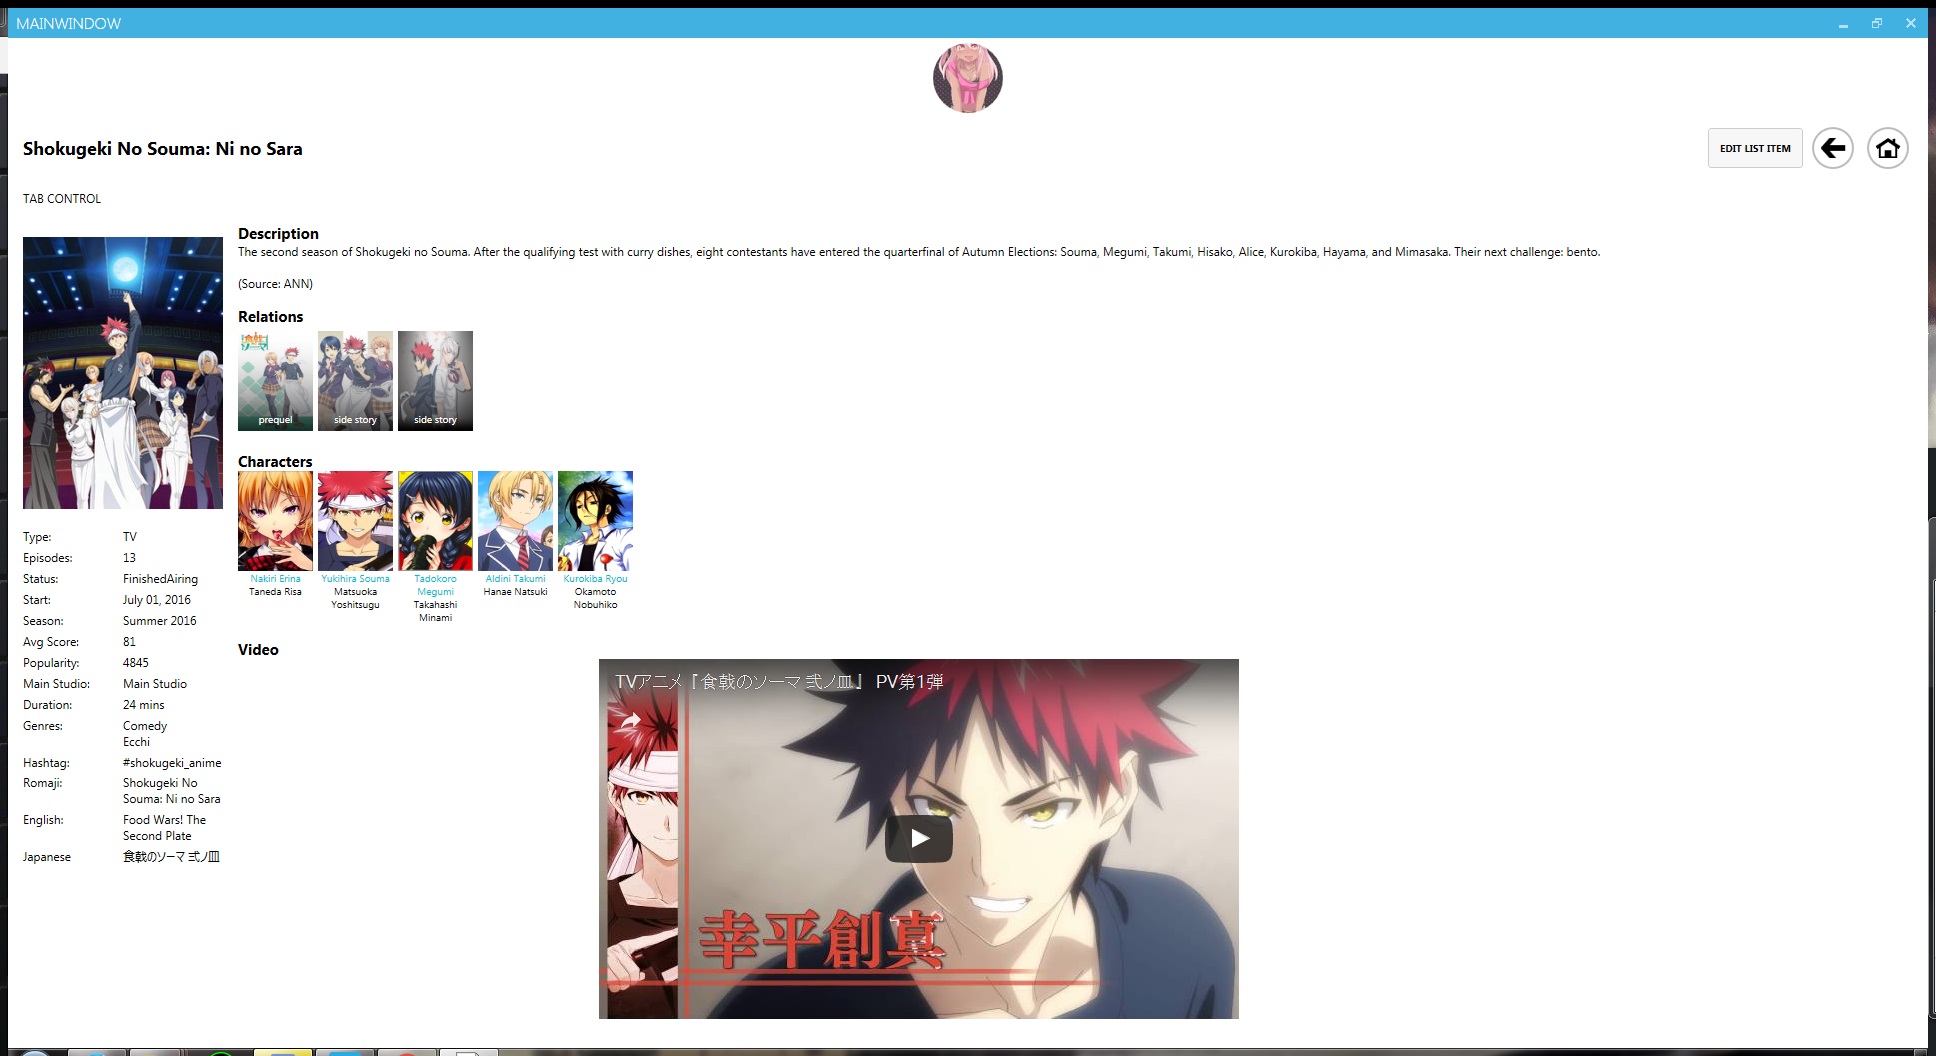 MAINWINDOW
Shokugeki No Souma: Ni no Sara
EDIT LIST ITEM
TAB CONTROL
Description
The second season of Shokugeki no Souma. After the qualifying test with curry dishes, eight contestants have entered the quarterfinal of Autumn Elections: Souma, Megumi, Takumi, Hisako, Alice, Kurokiba, Hayama, and Mimasaka. Their next challenge: bento.
(Source: ANN)
Relations
食戟
ソーマ
prequel
side story
side story
Characters
Nakiri Erina
Taneda Risa
Yukihira Souma
Matsuoka
Yoshitsugu
Tadokoro
Megumi
Takahashi
Minami
Aldini Takumi
Hanae Natsuki
Kurokiba Ryou
Okamoto
Nobuhiko
Type: TV
Episodes: 13
Status: FinishedAiring
Start: July 01, 2016
Season: Summer 2016
Avg Score: 81
Popularity: 4845
Main Studio: Main Studio
Duration: 24 mins
Genres: Comedy
Ecchi
Hashtag: #shokugeki_anime
Romaji: Shokugeki No
Souma: Ni no Sara
English: Food Wars! The
Second Plate
Japanese 食戟のソーマ 弐ノ皿
Video
TVアニメ『食戟のソーマ 弐ノ皿』 PV第1弾
幸平創真